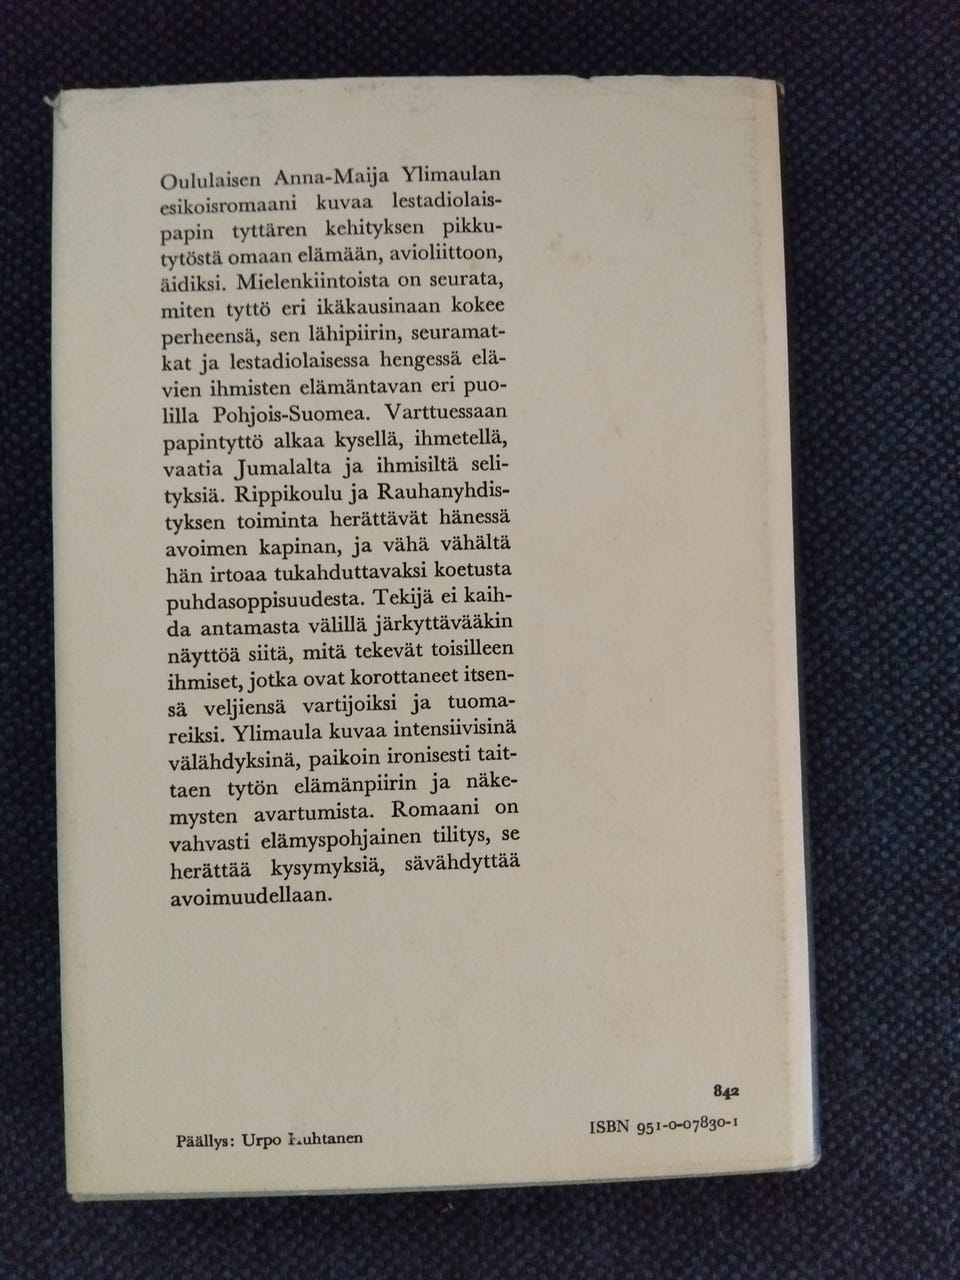 Oululaisen Anna-Maija Ylimaulan
esikoisromaani kuvaa lestadiolais-
papin tyttären kehityksen pikku-
tytöstä omaan elämään, avioliittoon,
äidiksi. Mielenkiintoista on seurata,
miten tyttö eri ikäkausinaan kokee
perheensä, sen lähipiirin, seuramat-
kat ja lestadiolaisessa hengessä elä-
vien ihmisten elämäntavan eri puo-
lilla Pohjois-Suomea. Varttuessaan
papintyttö alkaa kysellä, ihmetellä,
vaatia Jumalalta ja ihmisiltä seli-
tyksiä. Rippikoulu ja Rauhanyhdis-
tyksen toiminta herättävät hänessä
avoimen kapinan, ja vähä vähältä
hän irtoaa tukahduttavaksi koetusta
puhdasoppisuudesta. Tekijä ei kaih-
da antamasta välillä järkyttävääkin
näyttöä siitä, mitä tekevät toisilleen
ihmiset, jotka ovat korottaneet itsen-
sä veljiensä vartijoiksi ja tuoma-
reiksi. Ylimaula kuvaa intensiivisinä
välähdyksinä, paikoin ironisesti tait-
taen tytön elämänpiirin ja näke-
mysten avartumista. Romaani on
vahvasti elämyspohjainen tilitys, se
herättää kysymyksiä, sävähdyttää
avoimuudellaan.
842
ISBN 951-0-07830-1
Päällys: Urpo Huhtanen